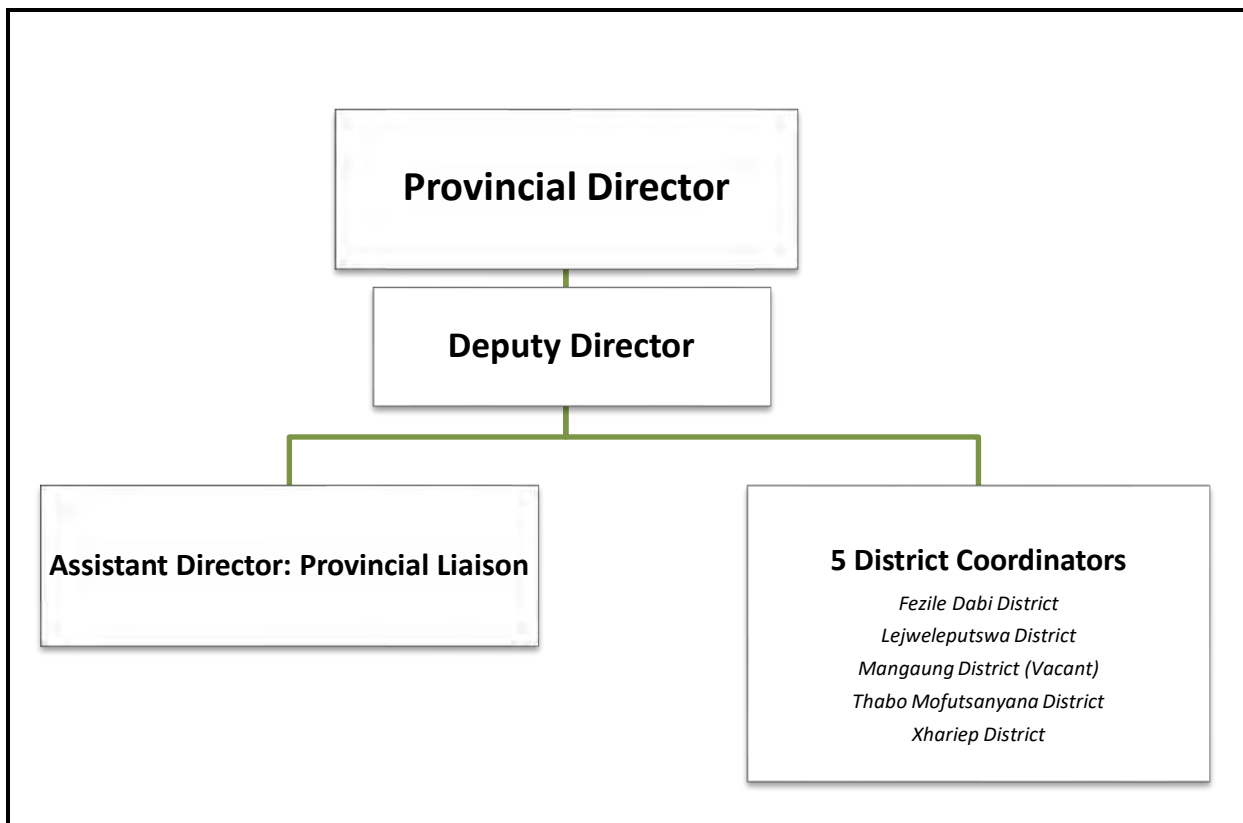 Provincial Director
Deputy Director
Assistant Director: Provincial Liaison
5 District Coordinators
Fezile Dabi District
Lejweleputswa District
Mangaung District (Vacant)
Thabo Mofutsanyana District
Xhariep District